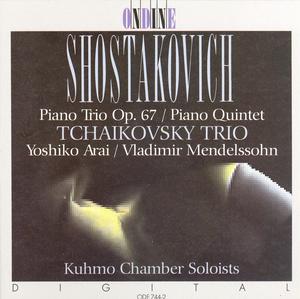 ONDINE
SHOSTAKOVICH
Piano Trio Op. 67 / Piano Quintet
TCHAIKOVSKY TRIO
Yoshiko Arai / Vladimir Mendelssohn
Kuhmo Chamber Soloists
DIGITAL
ODE 744-2